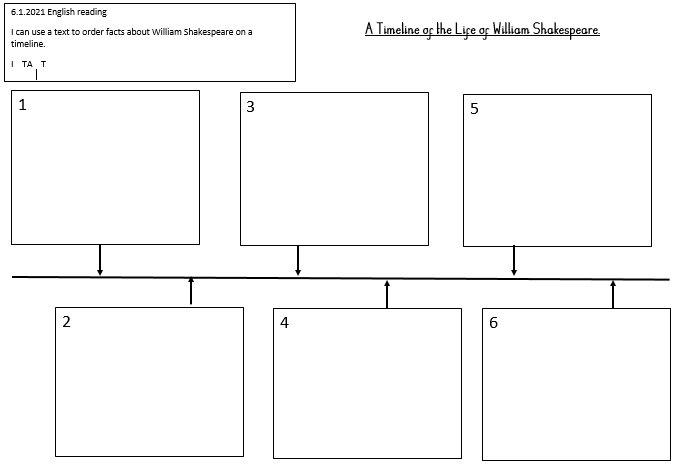 6.1.2021 English reading
A Timeline of the Life of William Shakespeare.
I can use a text to order facts about William Shakespeare on a
timeline.
I TA T
1
3
5
2
4
6